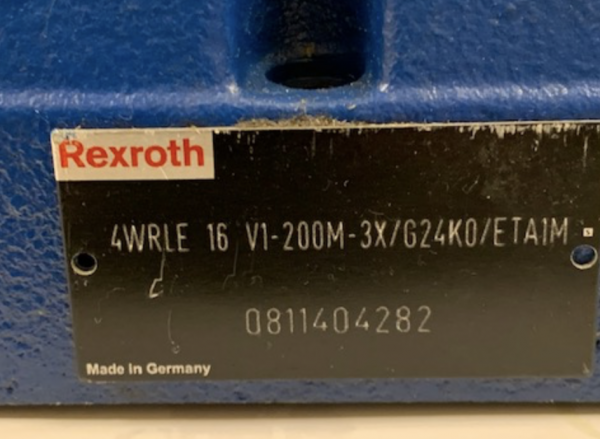 Rexroth
4WRLE 16 V1-200M-3X/G24K0/ETA1M
0811404282
Made in Germany